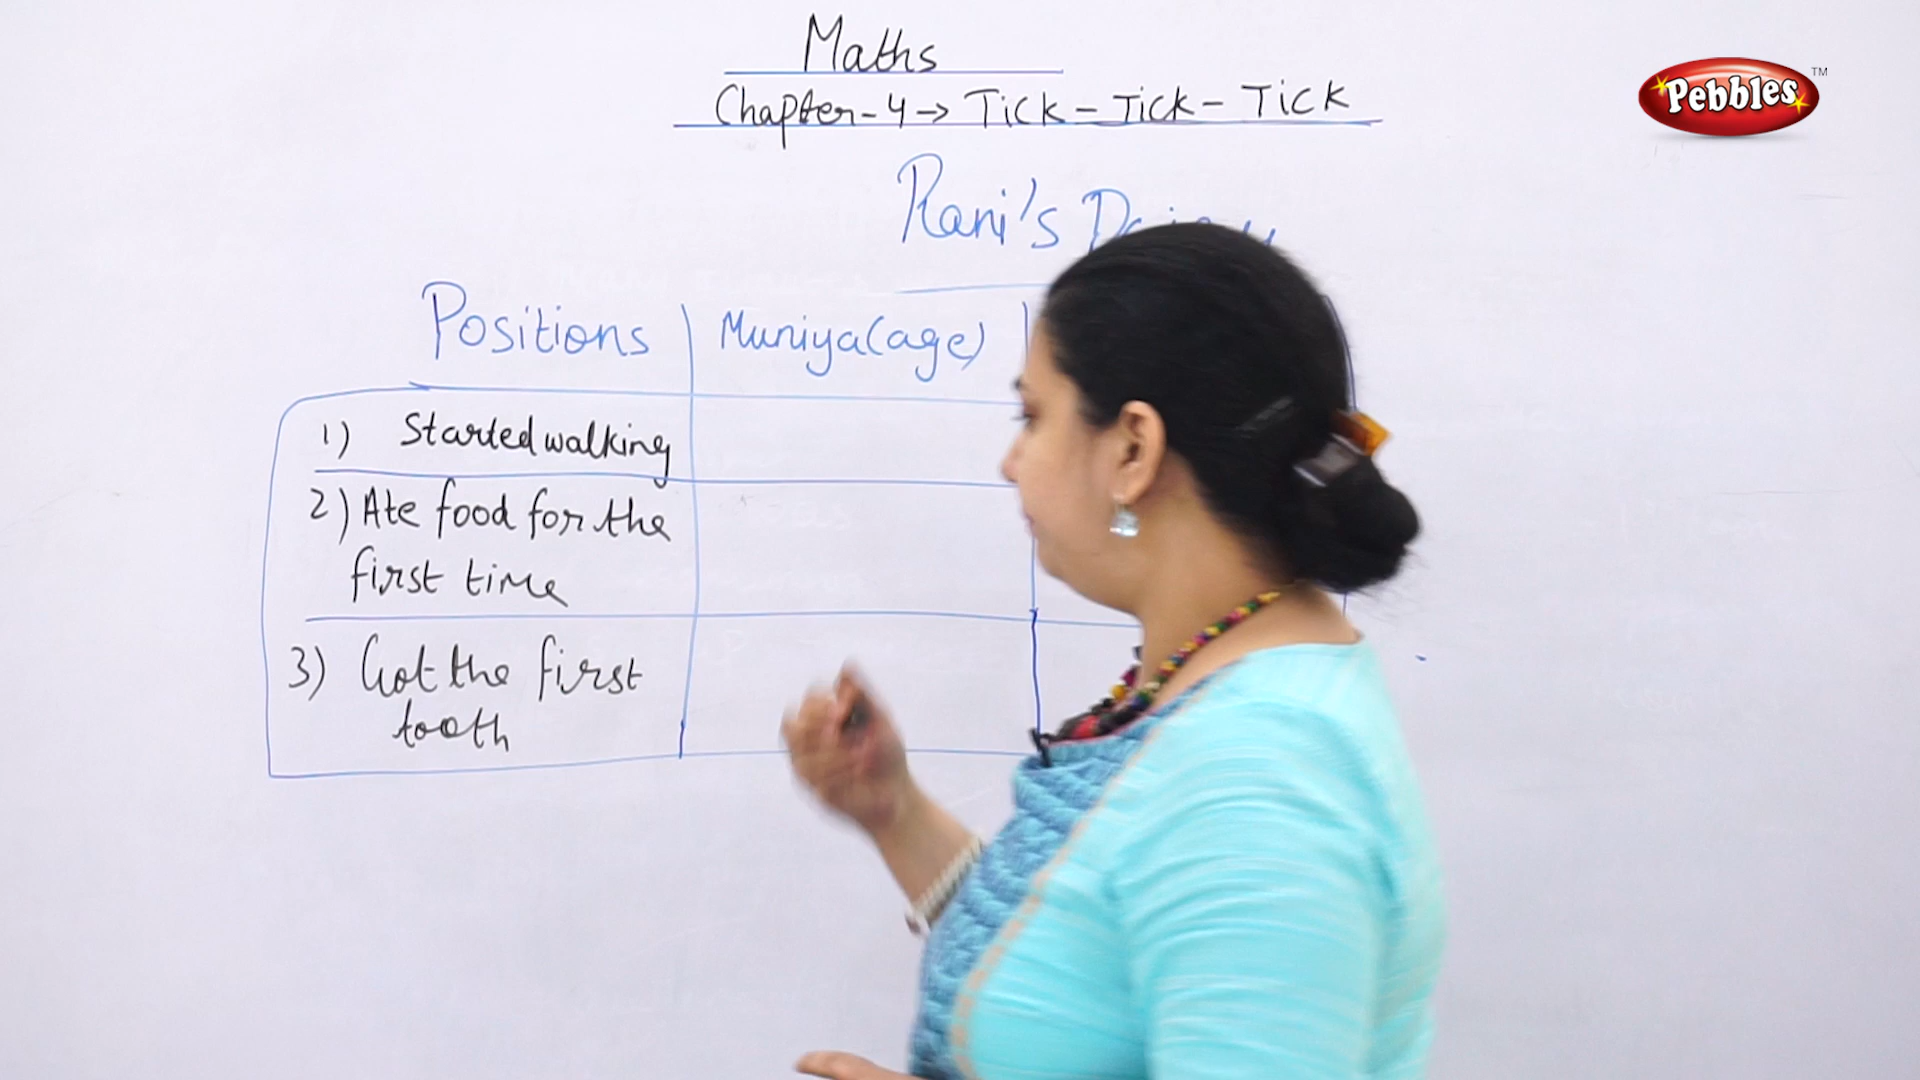 Maths
Chapter-4→ Tick-Tick-Tick
Pebbles™
Rani's
Positions Muniya(age)
1) Started walking
2) Ate food for the
first time
3) Got the first
tooth